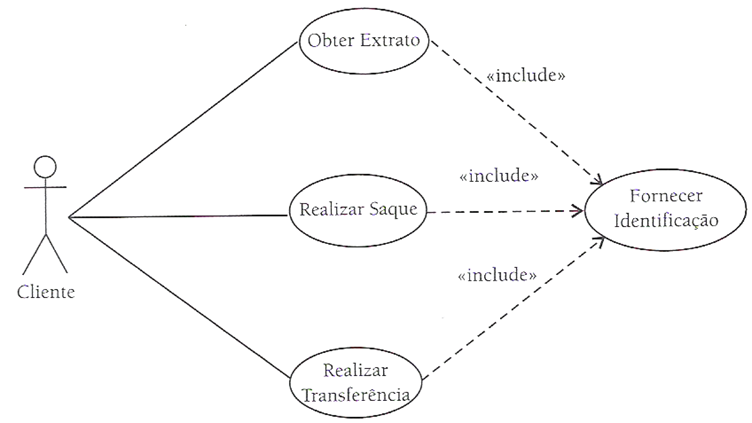 Obter Extrato
«include»
«include»
Realizar Saque
Fornecer
Identificação
«include»
Cliente
Realizar
Transferência